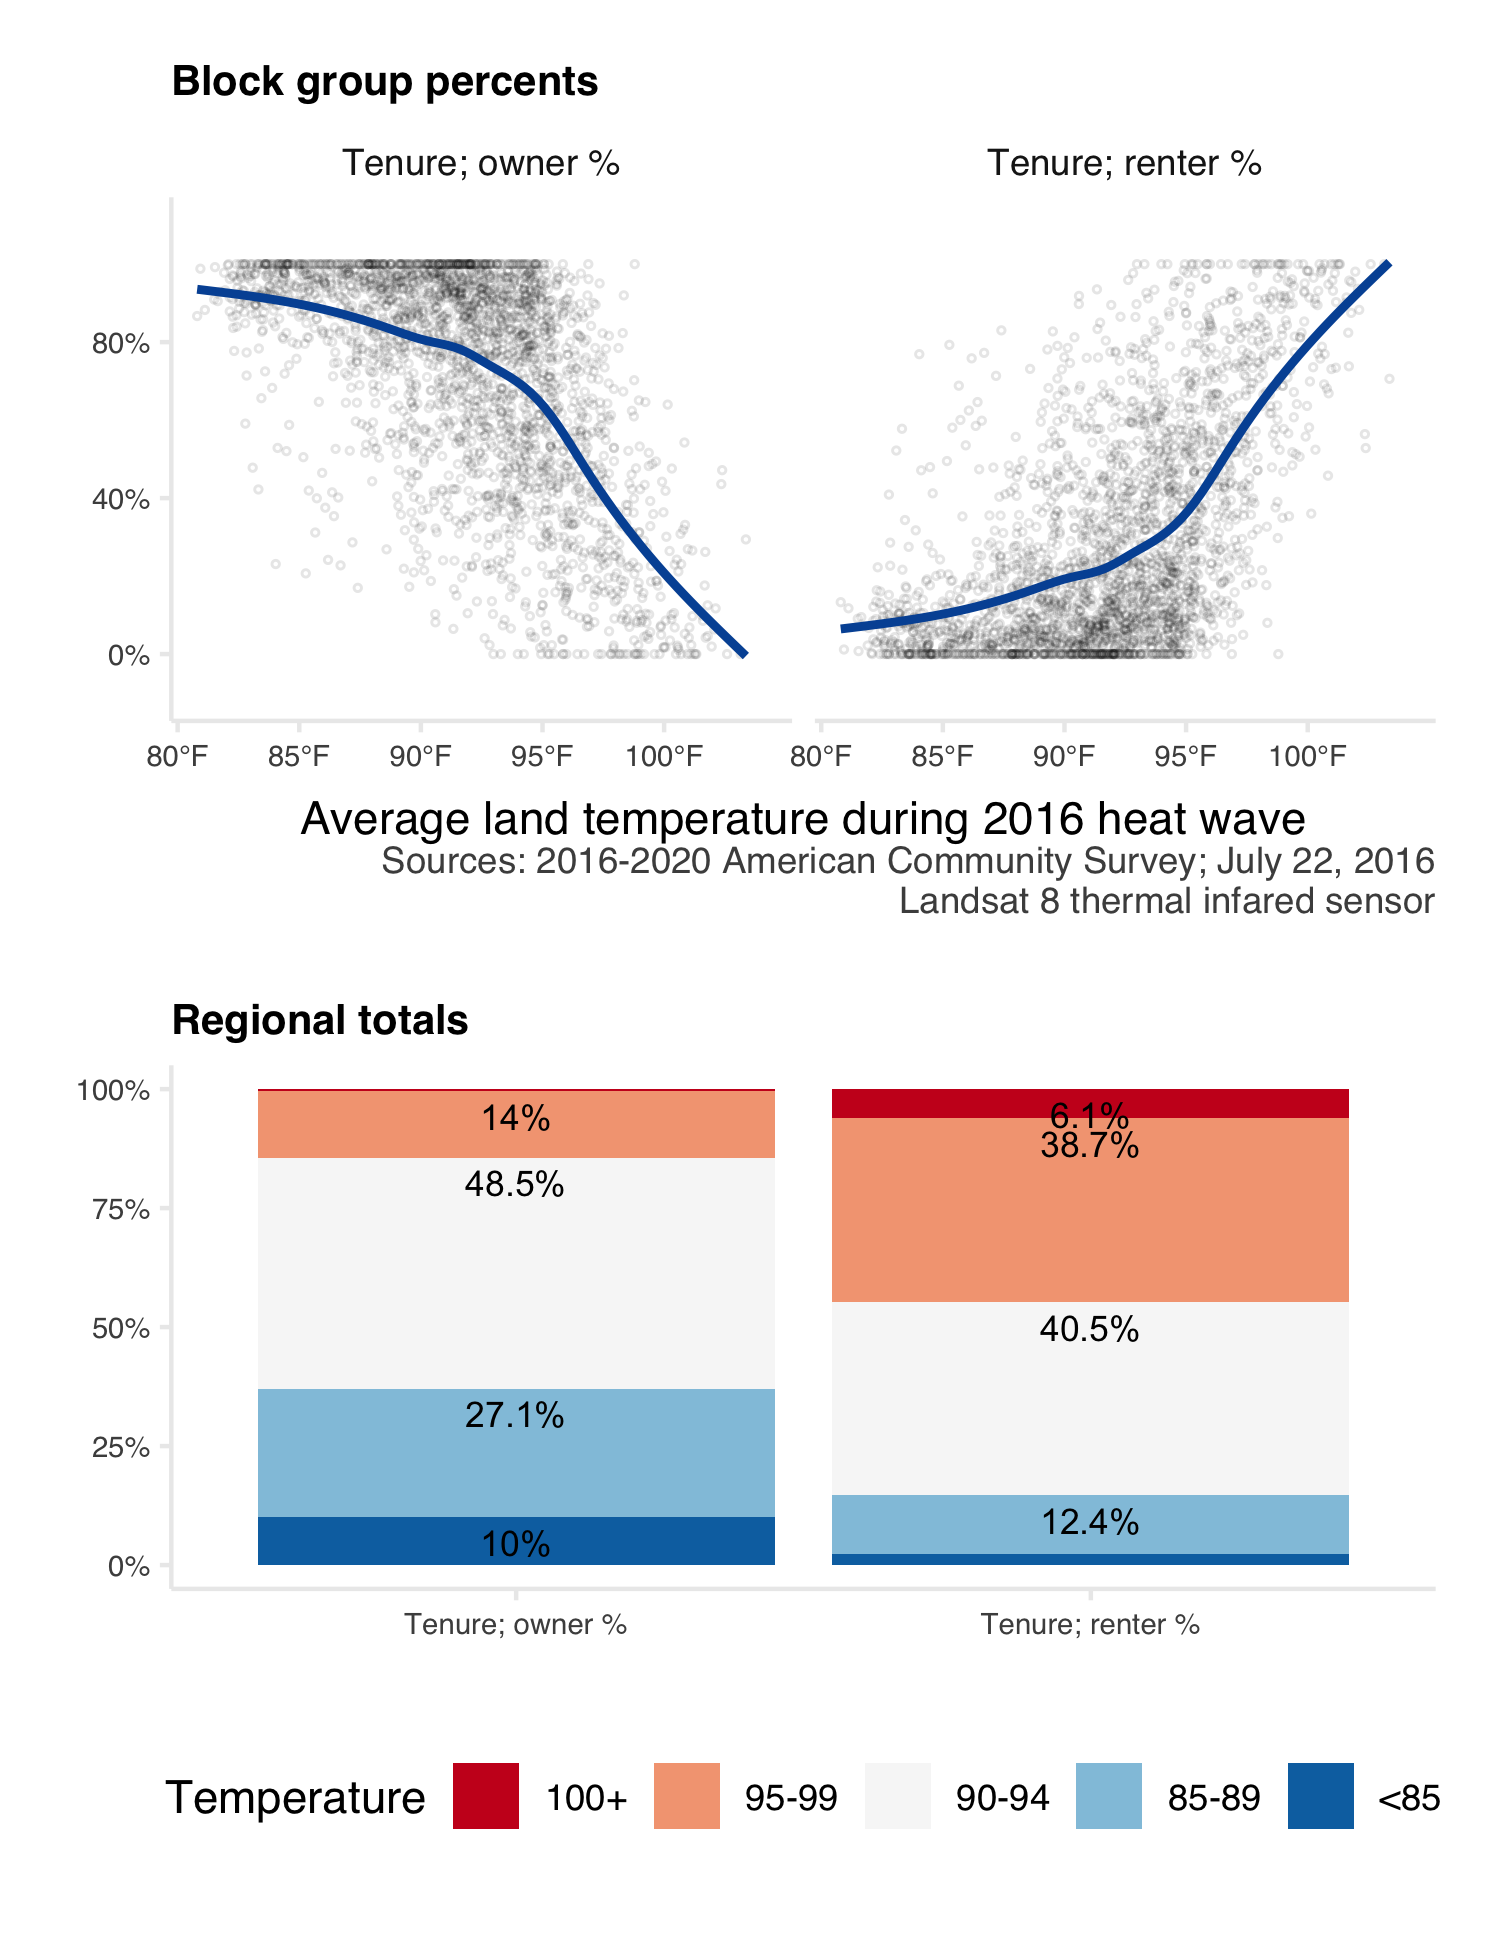 Block group percents
Tenure; owner %
Tenure; renter %
80%
40%
0%
80°F 85°F 90°F 95°F 100°F 80°F 85°F 90°F 95°F 100°F
Average land temperature during 2016 heat wave
Sources: 2016-2020 American Community Survey; July 22, 2016
Landsat 8 thermal infared sensor
Regional totals
100%
75%
50%
25%
0%
14%
48.5%
27.1%
10%
6.1%
38.7%
40.5%
12.4%
Tenure; owner %
Tenure; renter %
Temperature 100+ 95-99 90-94 85-89 <85